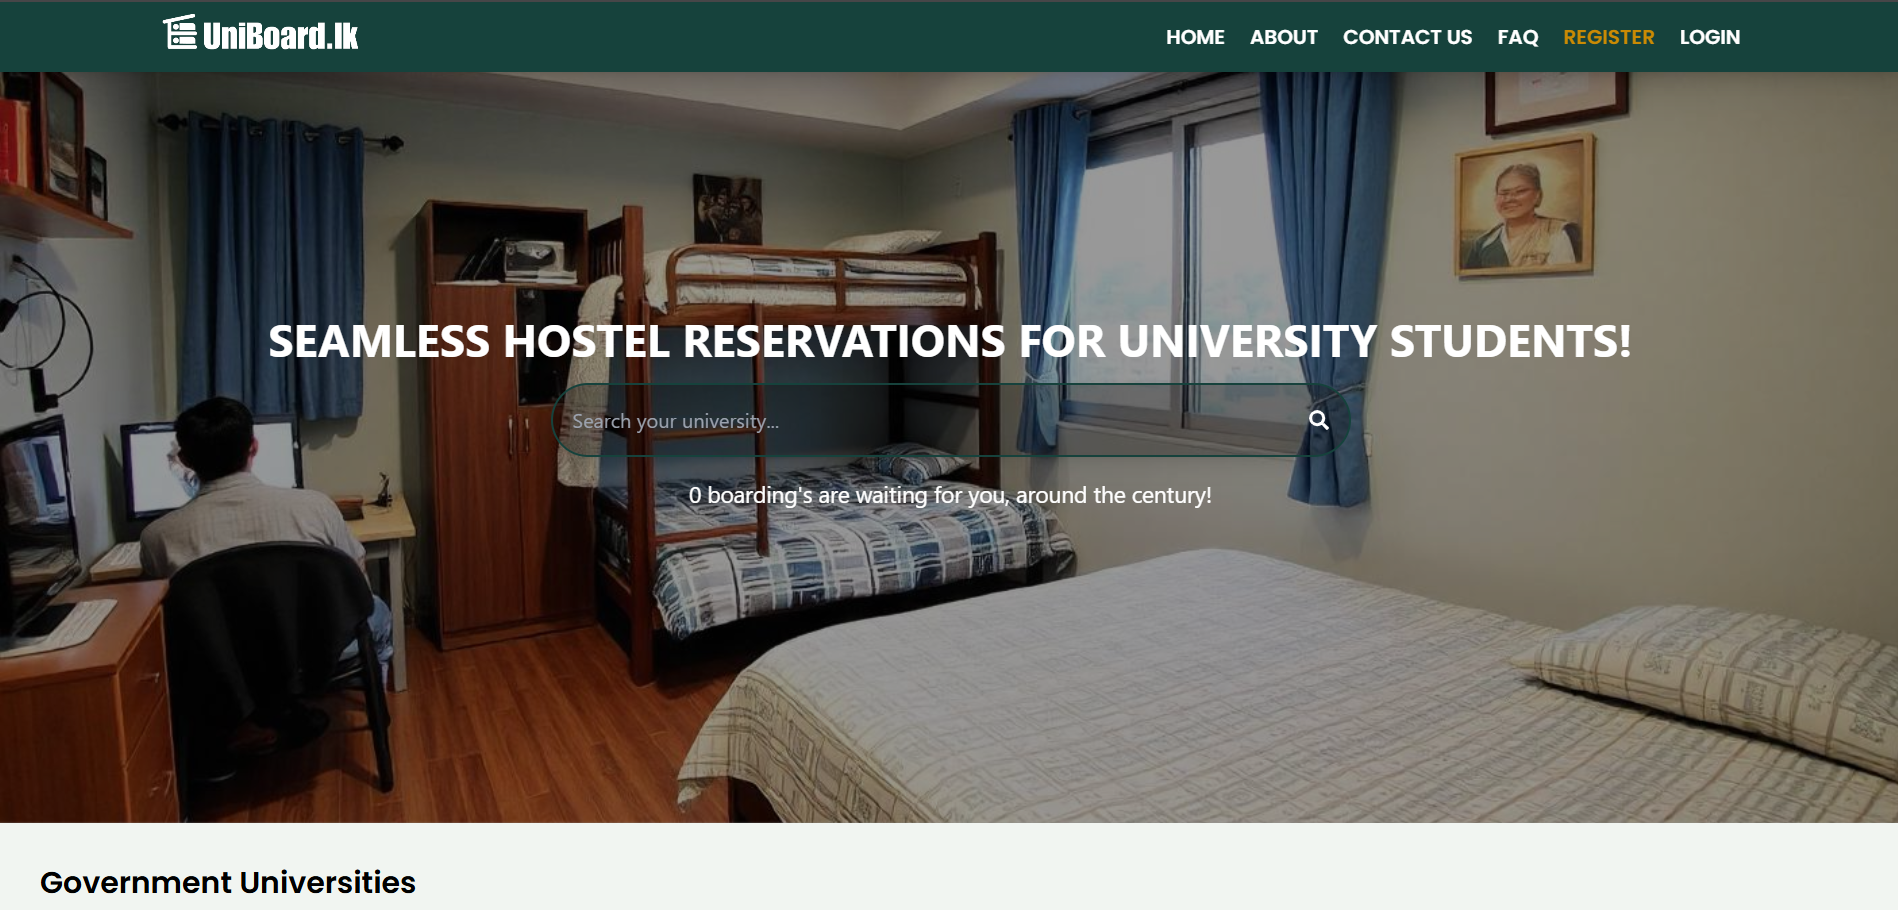 UniBoard.lk
HOME ABOUT CONTACT US FAQ REGISTER LOGIN
SEAMLESS HOSTEL RESERVATIONS FOR UNIVERSITY STUDENTS!
Search your university...
0 boarding's are waiting for you, around the century!
Government Universities